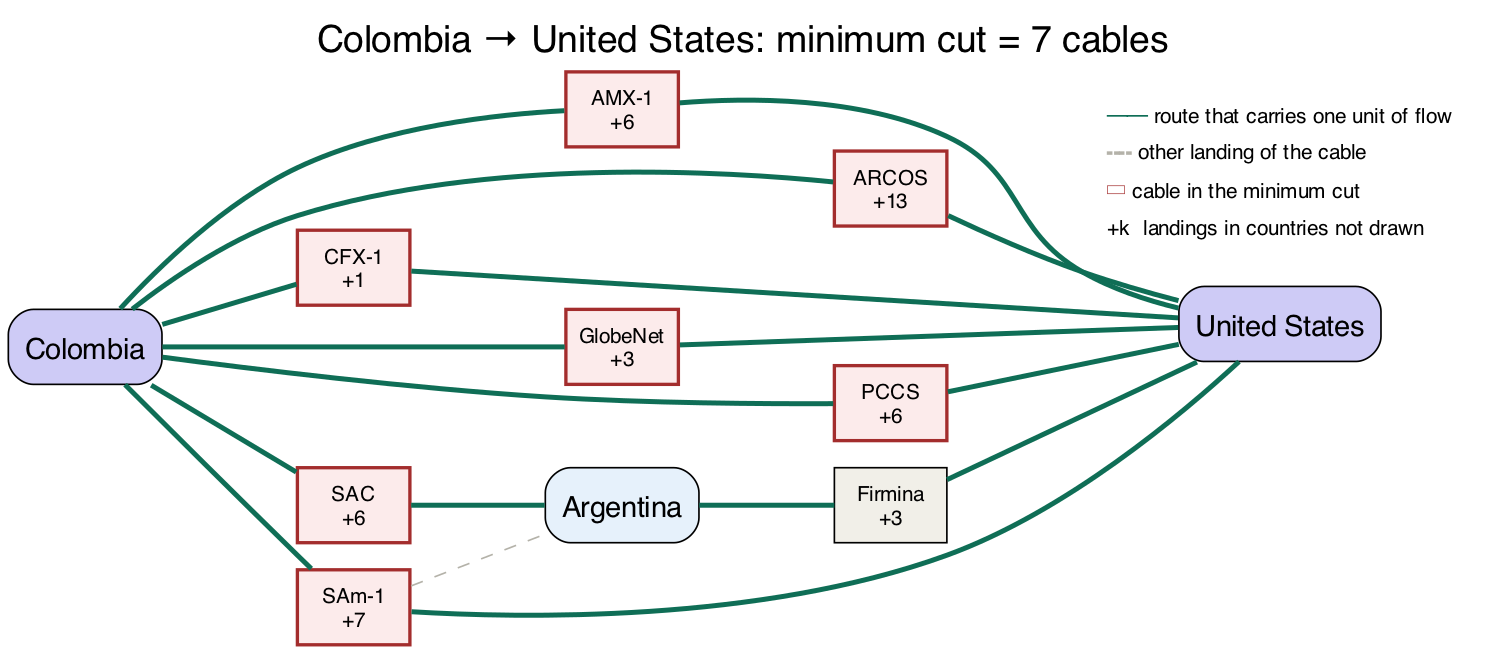 Colombia → United States: minimum cut = 7 cables
AMX-1
+6
route that carries one unit of flow
other landing of the cable
cable in the minimum cut
+k landings in countries not drawn
ARCOS
+13
CFX-1
+1
Colombia
GlobeNet
+3
United States
PCCS
+6
SAC
+6
Argentina
Firmina
+3
SAm-1
+7